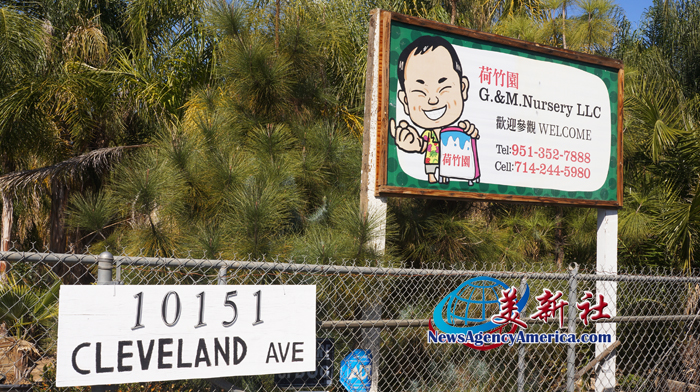 荷竹園
G.&M.Nursery LLC
歡迎參觀 WELCOME
Tel:951-352-7888
Cell:714-244-5980
荷竹園
10151
CLEVELAND AVE
美新社
NewsAgencyAmerica.com